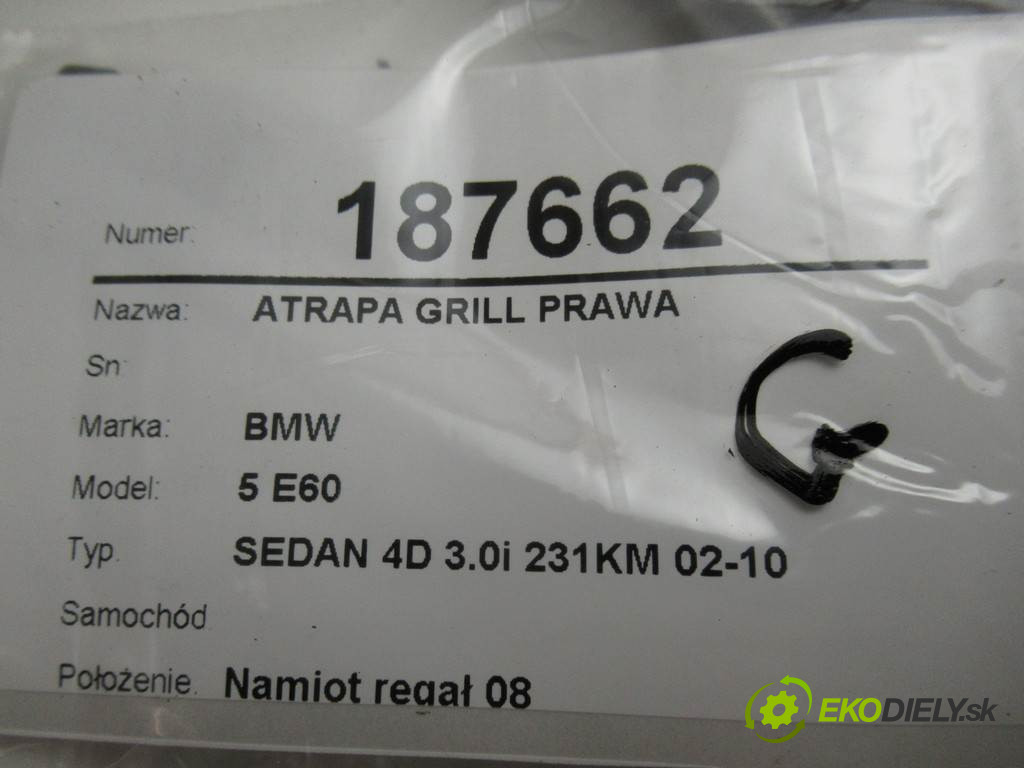 Numer: 187662
Nazwa: ATRAPA GRILL PRAWA
Sn
G
Marka: BMW
Model: 5 E60
Typ. SEDAN 4D 3.0i 231KM 02-10
Samochód
Położenie. Namiot regał 08
EKODIELY.sk